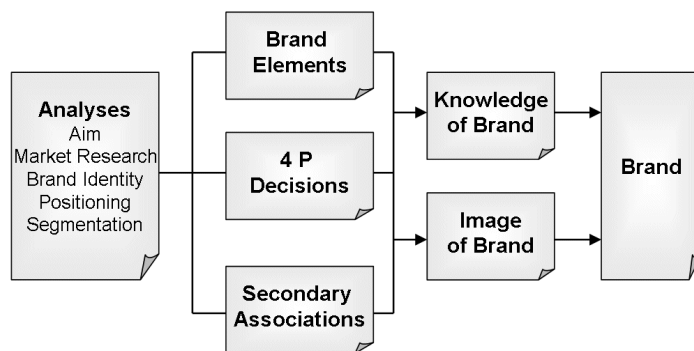 Analyses
Aim
Market Research
Brand Identity
Positioning
Segmentation
Brand
Elements
4 P
Decisions
Secondary
Associations
Knowledge
of Brand
Image
of Brand
Brand